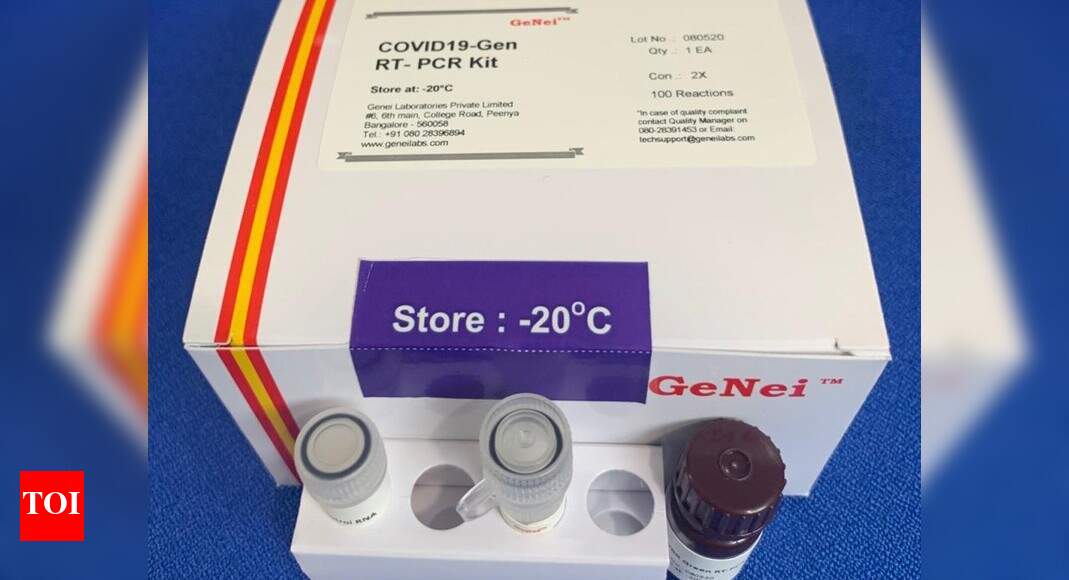 GeNei™
COVID19-Gen
RT- PCR Kit
Store at: -20°C
Genei Laboratories Private Limited
#6, 6th main, College Road, Peenya
Bangalore - 560058
Tel.: +91 080 28396894
www.geneilabs.com
Lot No .: 080520
Qty .: 1 EA
Con .: 2X
100 Reactions
"In case of quality complaint
contact Quality Manager on
080-28391453 or Email:
techsupport@geneilabs.com
Store : -20°C
GeNei™
RNA
Green RT-
TOI